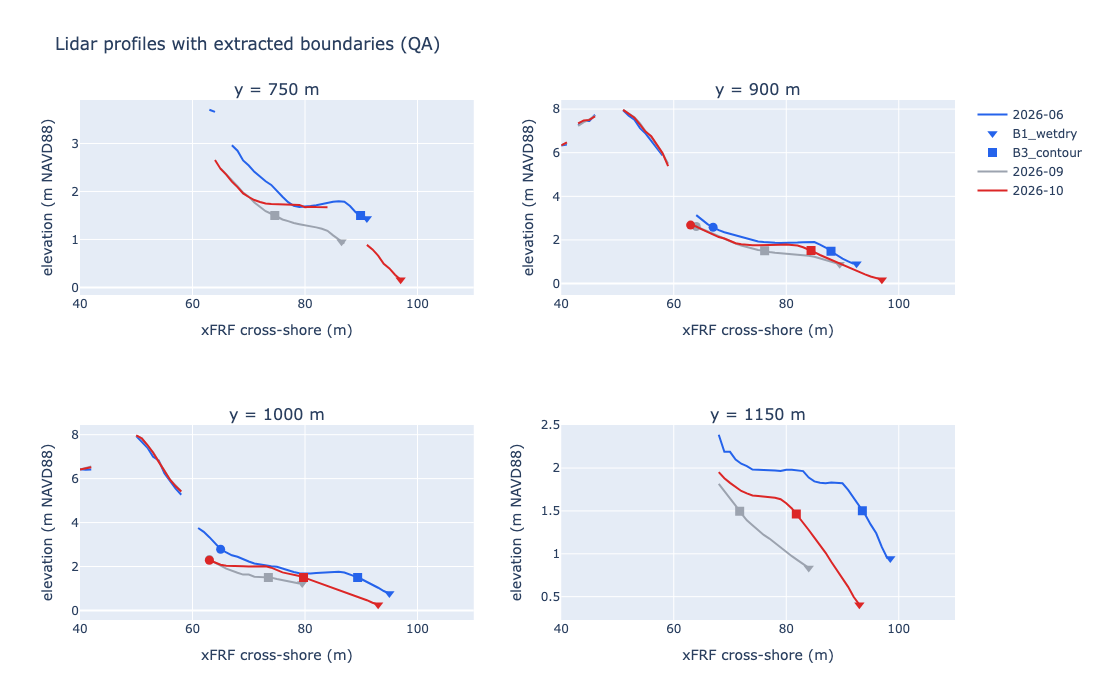 Lidar profiles with extracted boundaries (QA)
y = 750 m
elevation (m NAVD88)
3
2
1
0
40 60 80 100
xFRF cross-shore (m)
y = 900 m
elevation (m NAVD88)
8
6
4
2
0
40 60 80 100
xFRF cross-shore (m)
2026-06
B1_wetdry
B3_contour
2026-09
2026-10
y = 1000 m
elevation (m NAVD88)
8
6
4
2
0
40 60 80 100
xFRF cross-shore (m)
y = 1150 m
elevation (m NAVD88)
2.5
2
1.5
1
0.5
40 60 80 100
xFRF cross-shore (m)